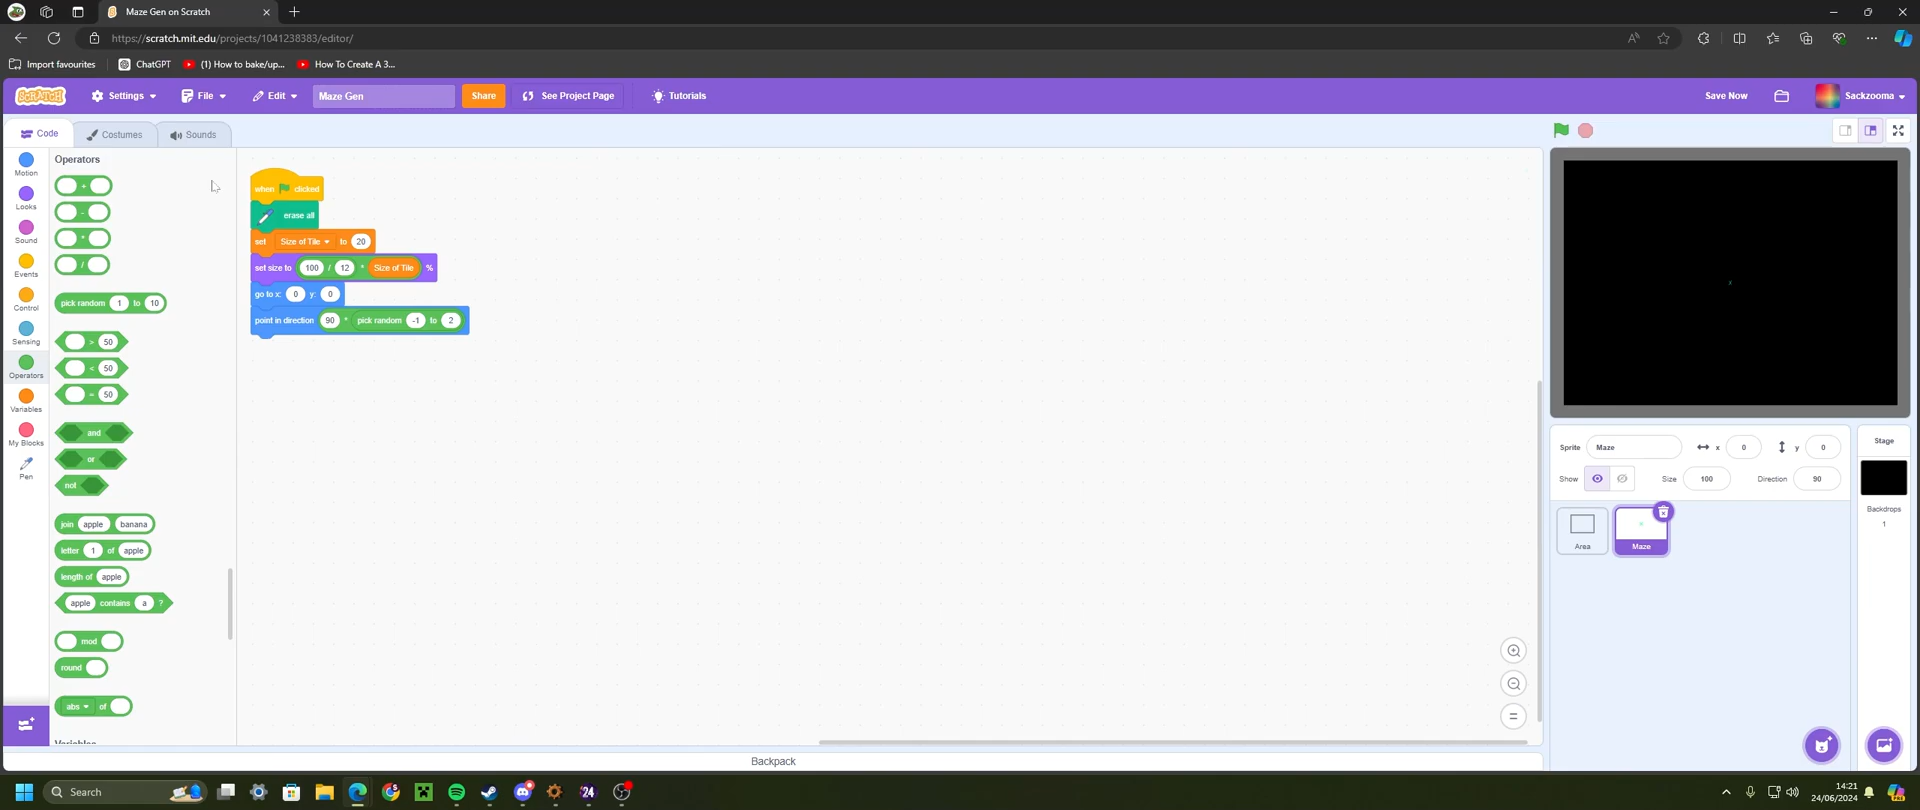 Maze Gen on Scratch
https://scratch.mit.edu/projects/1041238383/editor/
Import favourites
ChatGPT
(1) How to bake/up...
How To Create A 3...
SCRATCH
Settings
File
Edit
Maze Gen
Share
See Project Page
Tutorials
Save Now
Sackzooma
Code
Costumes
Sounds
Motion
Looks
Sound
Events
Control
Sensing
Operators
Variables
My Blocks
Pen
Operators
+
-
*
/
pick random 1 to 10
> 50
< 50
= 50
and
or
not
join apple banana
letter 1 of apple
length of apple
apple contains a ?
mod
round
abs of
Variables
when clicked
erase all
set Size of Tile to 20
set size to 100 / 12 * Size of Tile %
go to x: 0 y: 0
point in direction 90 * pick random -1 to 2
Sprite Maze x 0 y 0
Show Size 100 Direction 90
Area
Maze
Stage
Backdrops
1
Backpack
Search
24
14:21
24/06/2024